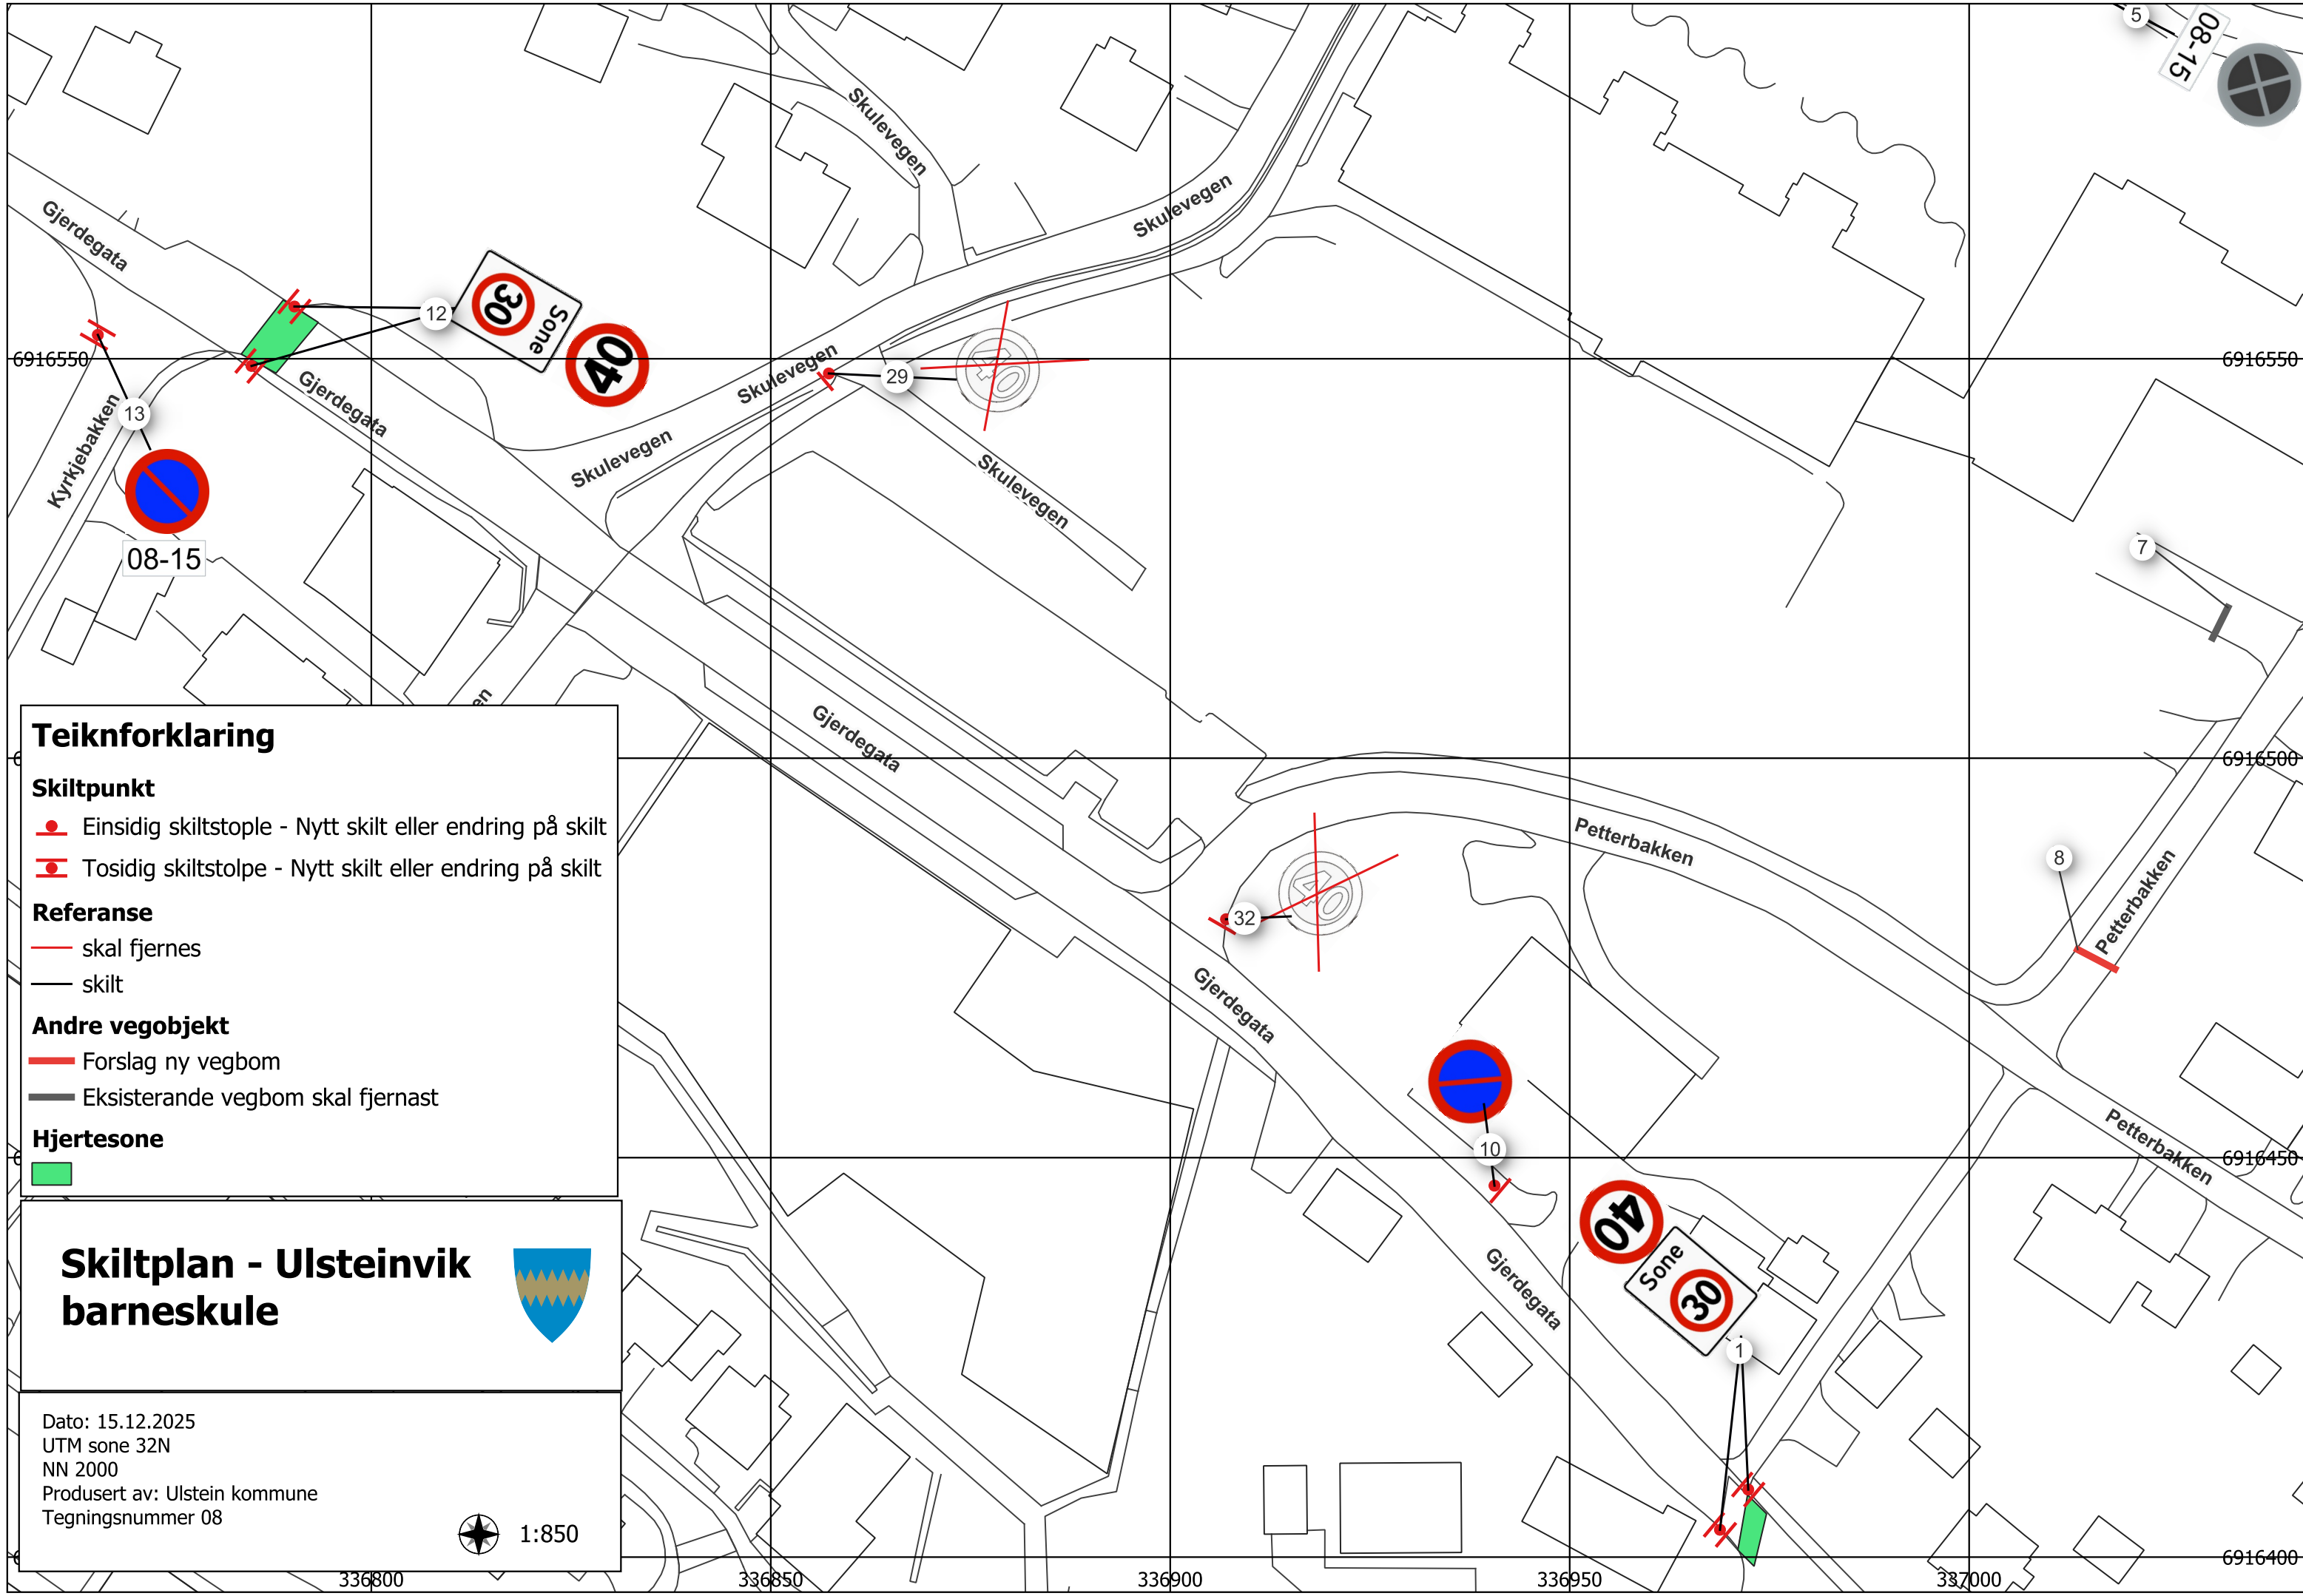 5
08-15
Skulevegen
Skulevegen
Gjerdegata
12
30
Sone
40
6916550
6916550
29
40
Skulevegen
13
Gjerdegata
Kyrkjebakken
Skulevegen
Skulevegen
08-15
7
en
Gjerdegata
6916500
Petterbakken
8
Petterbakken
32
40
Gjerdegata
10
Petterbakken
6916450
40
Sone
30
Gjerdegata
1
6916400
336800
336850
336900
336950
337000
Teiknforklaring
Skiltpunkt
Einsidig skiltstople - Nytt skilt eller endring på skilt
Tosidig skiltstolpe - Nytt skilt eller endring på skilt
Referanse
skal fjernes
skilt
Andre vegobjekt
Forslag ny vegbom
Eksisterande vegbom skal fjernast
Hjertesone
Skiltplan - Ulsteinvik
barneskule
Dato: 15.12.2025
UTM sone 32N
NN 2000
Produsert av: Ulstein kommune
Tegningsnummer 08
1:850